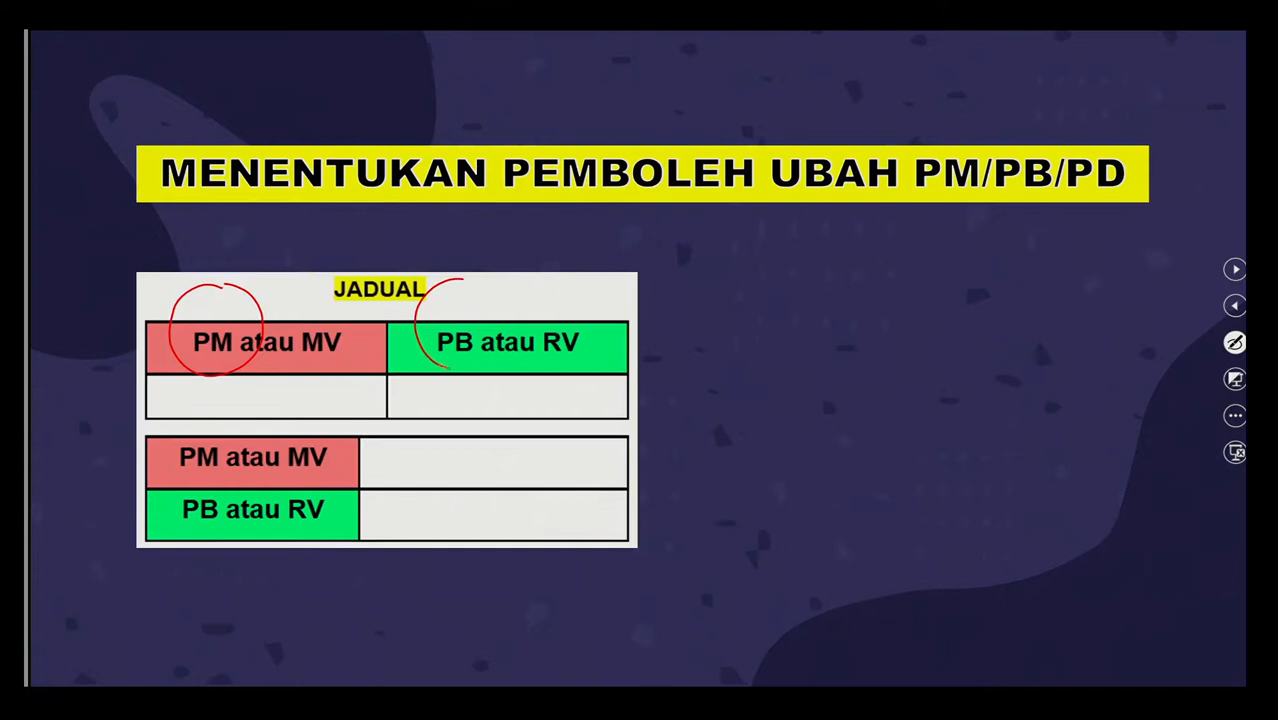 MENENTUKAN PEMBOLEH UBAH PM/PB/PD
JADUAL
PM atau MV
PB atau RV
PM atau MV
PB atau RV